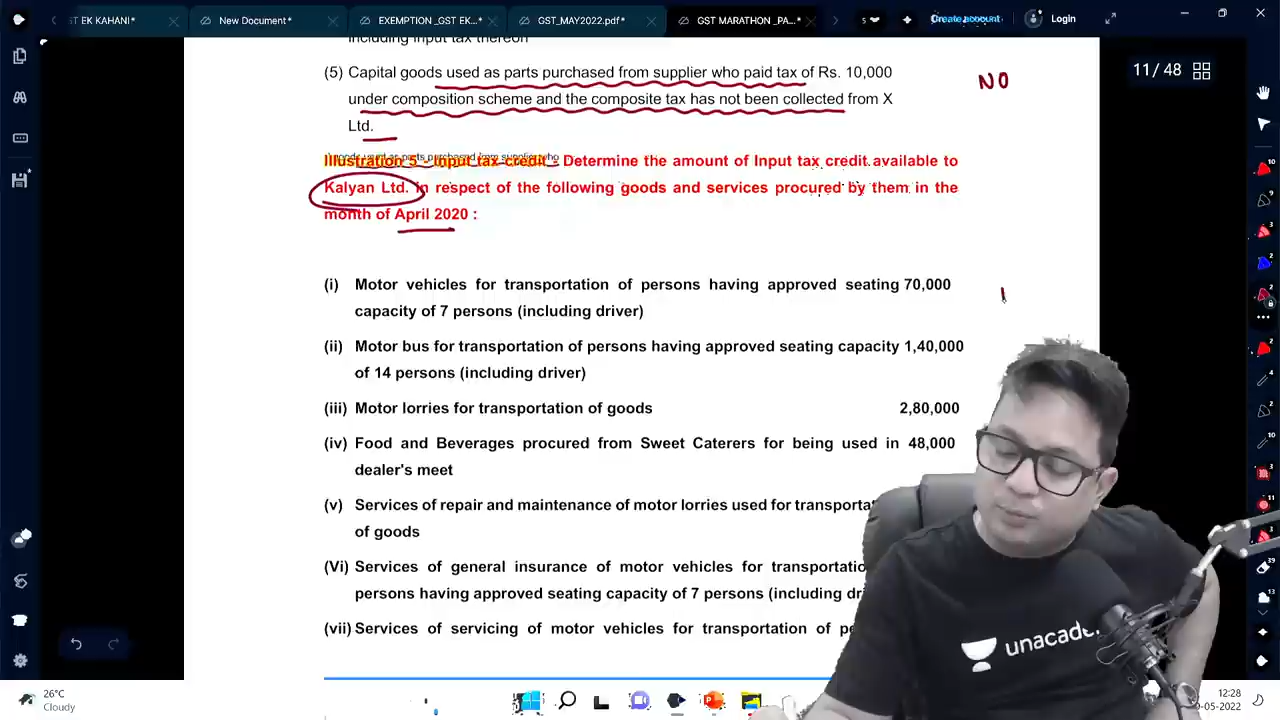 ST EK KAHANI*
New Document*
EXEMPTION _GST EK...*
GST_MAY2022.pdf*
GST MARATHON _PA...*
5
Create account
Login
including input tax thereon
11/48
(5) Capital goods used as parts purchased from supplier who paid tax of Rs. 10,000
NO
under composition scheme and the composite tax has not been collected from X
Ltd.
Illustration 5 - Input tax credit - Determine the amount of Input tax credit available to
Kalyan Ltd. in respect of the following goods and services procured by them in the
month of April 2020 :
(i) Motor vehicles for transportation of persons having approved seating 70,000
capacity of 7 persons (including driver)
(ii) Motor bus for transportation of persons having approved seating capacity 1,40,000
of 14 persons (including driver)
(iii) Motor lorries for transportation of goods 2,80,000
(iv) Food and Beverages procured from Sweet Caterers for being used in 48,000
dealer's meet
(v) Services of repair and maintenance of motor lorries used for
of goods
(Vi) Services of general insurance of motor vehicles for
persons having approved seating capacity of 7 persons (including
(vii) Services of servicing of motor vehicles for transportation of
26°C
Cloudy
12:28